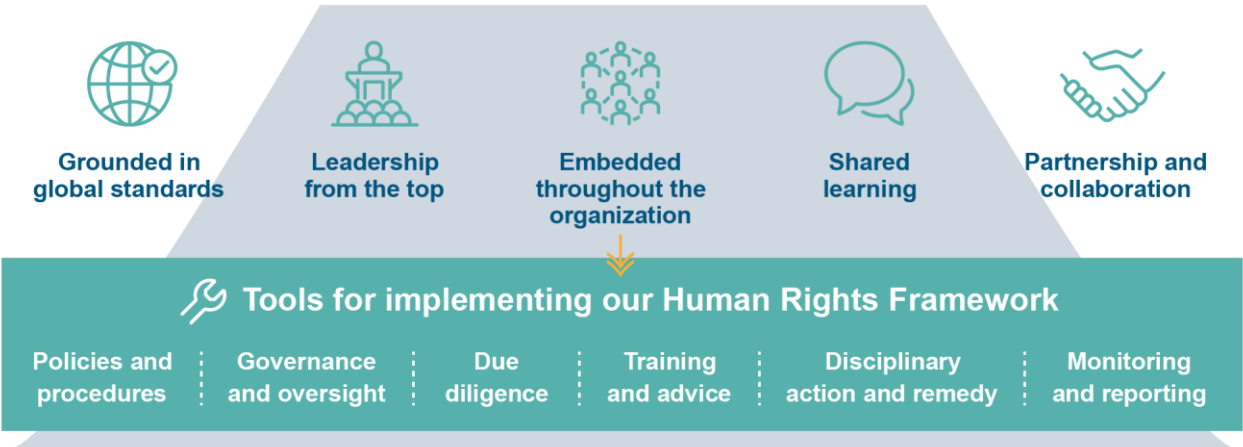 Grounded in
global standards
Leadership
from the top
Embedded
throughout the
organization
Shared
learning
Partnership and
collaboration
Tools for implementing our Human Rights Framework
Policies and
procedures
Governance
and oversight
Due
diligence
Training
and advice
Disciplinary
action and remedy
Monitoring
and reporting